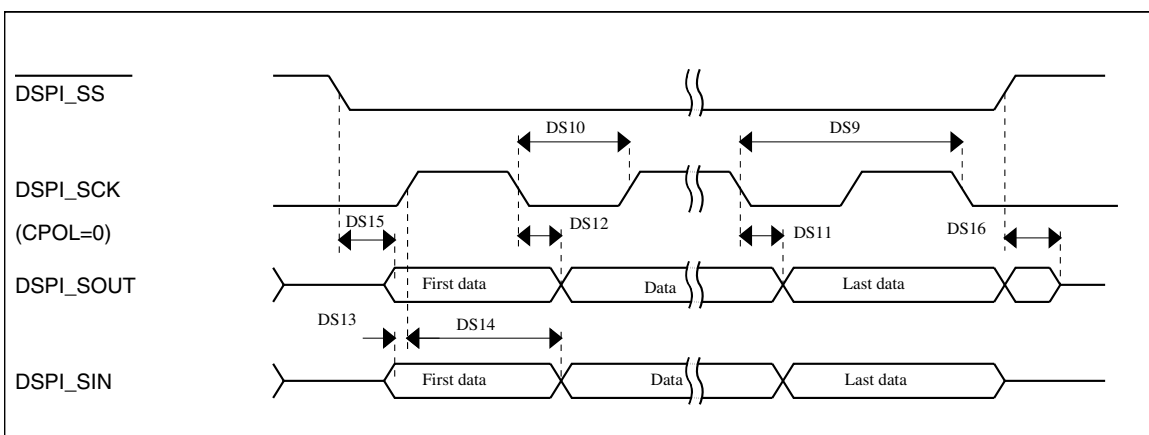 DSPI_SS
DS10
DS9
DSPI_SCK
(CPOL=0)
DS15
DS12
DS11
DS16
DSPI_SOUT
First data
Data
Last data
DS13
DS14
DSPI_SIN
First data
Data
Last data